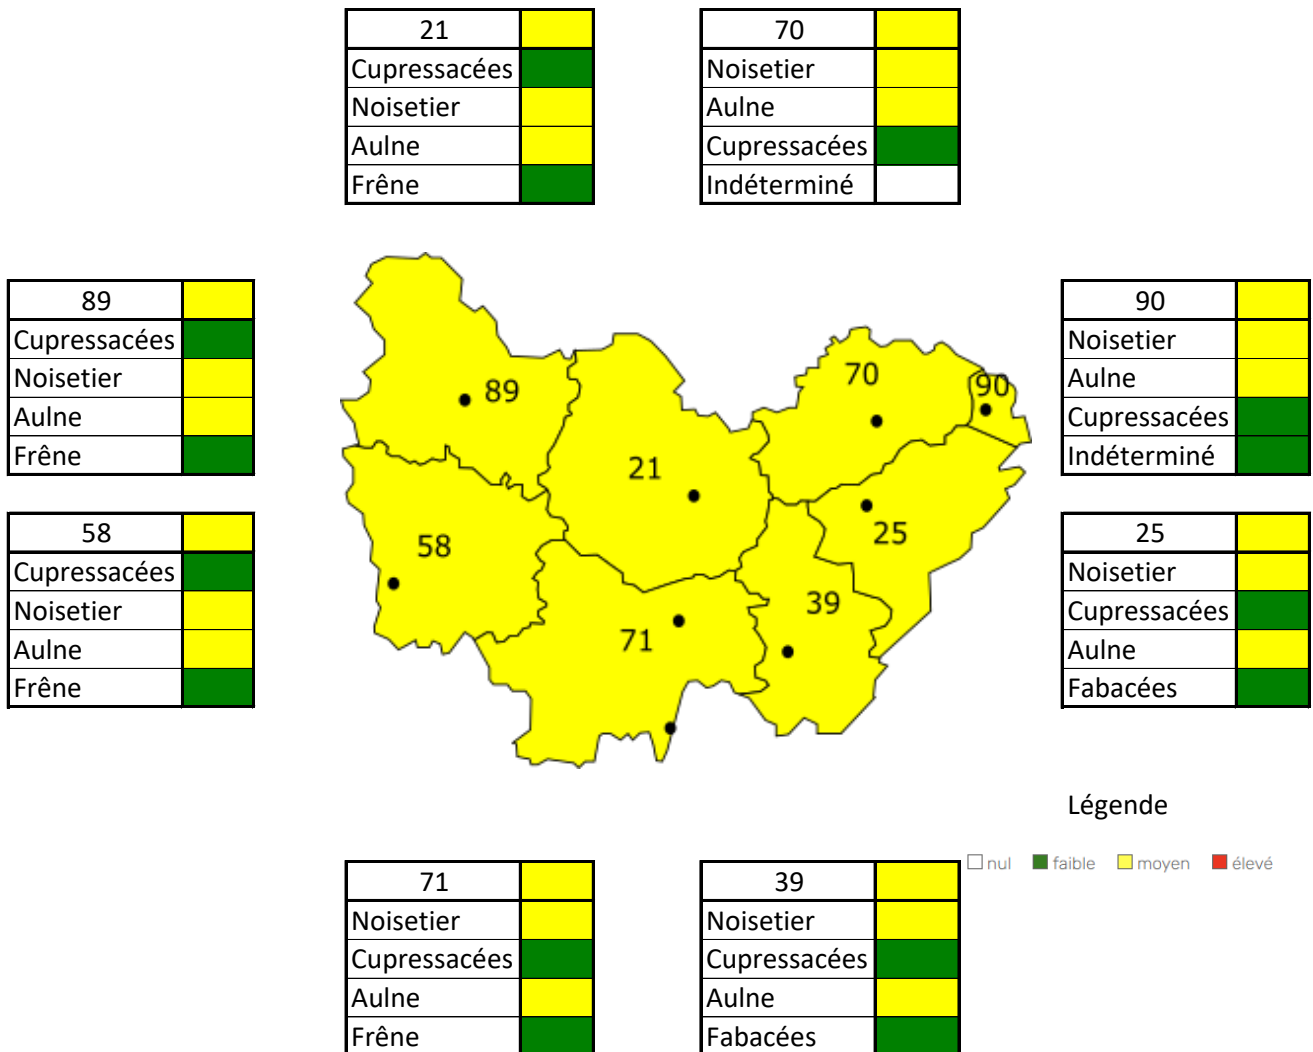 21
Cupressacées
Noisetier
Aulne
Frêne
70
Noisetier
Aulne
Cupressacées
Indéterminé
89
Cupressacées
Noisetier
Aulne
Frêne
58
Cupressacées
Noisetier
Aulne
Frêne
89
70
90
21
58
25
39
71
90
Noisetier
Aulne
Cupressacées
Indéterminé
25
Noisetier
Cupressacées
Aulne
Fabacées
Légende
nul faible moyen élevé
71
Noisetier
Cupressacées
Aulne
Frêne
39
Noisetier
Cupressacées
Aulne
Fabacées